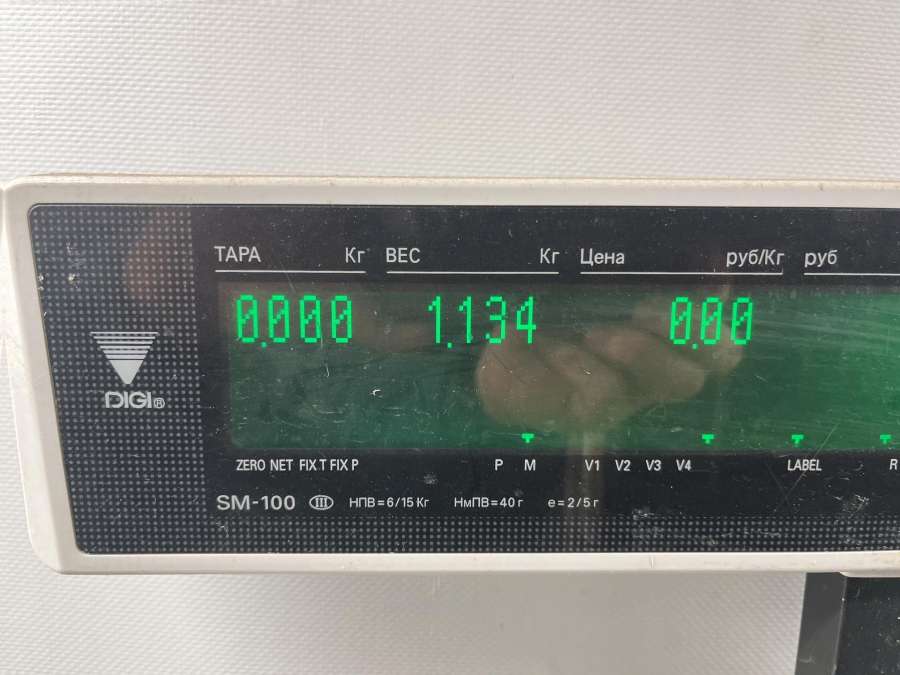 ТАРА Кг ВЕС Кг Цена руб/Кг руб
0.000 1.134 0.00
DIGI®
ZERO NET FIX T FIX P P M V1 V2 V3 V4 LABEL R
SM-100 III НПВ=6/15 Кг НмПВ=40 г e=2/5 г